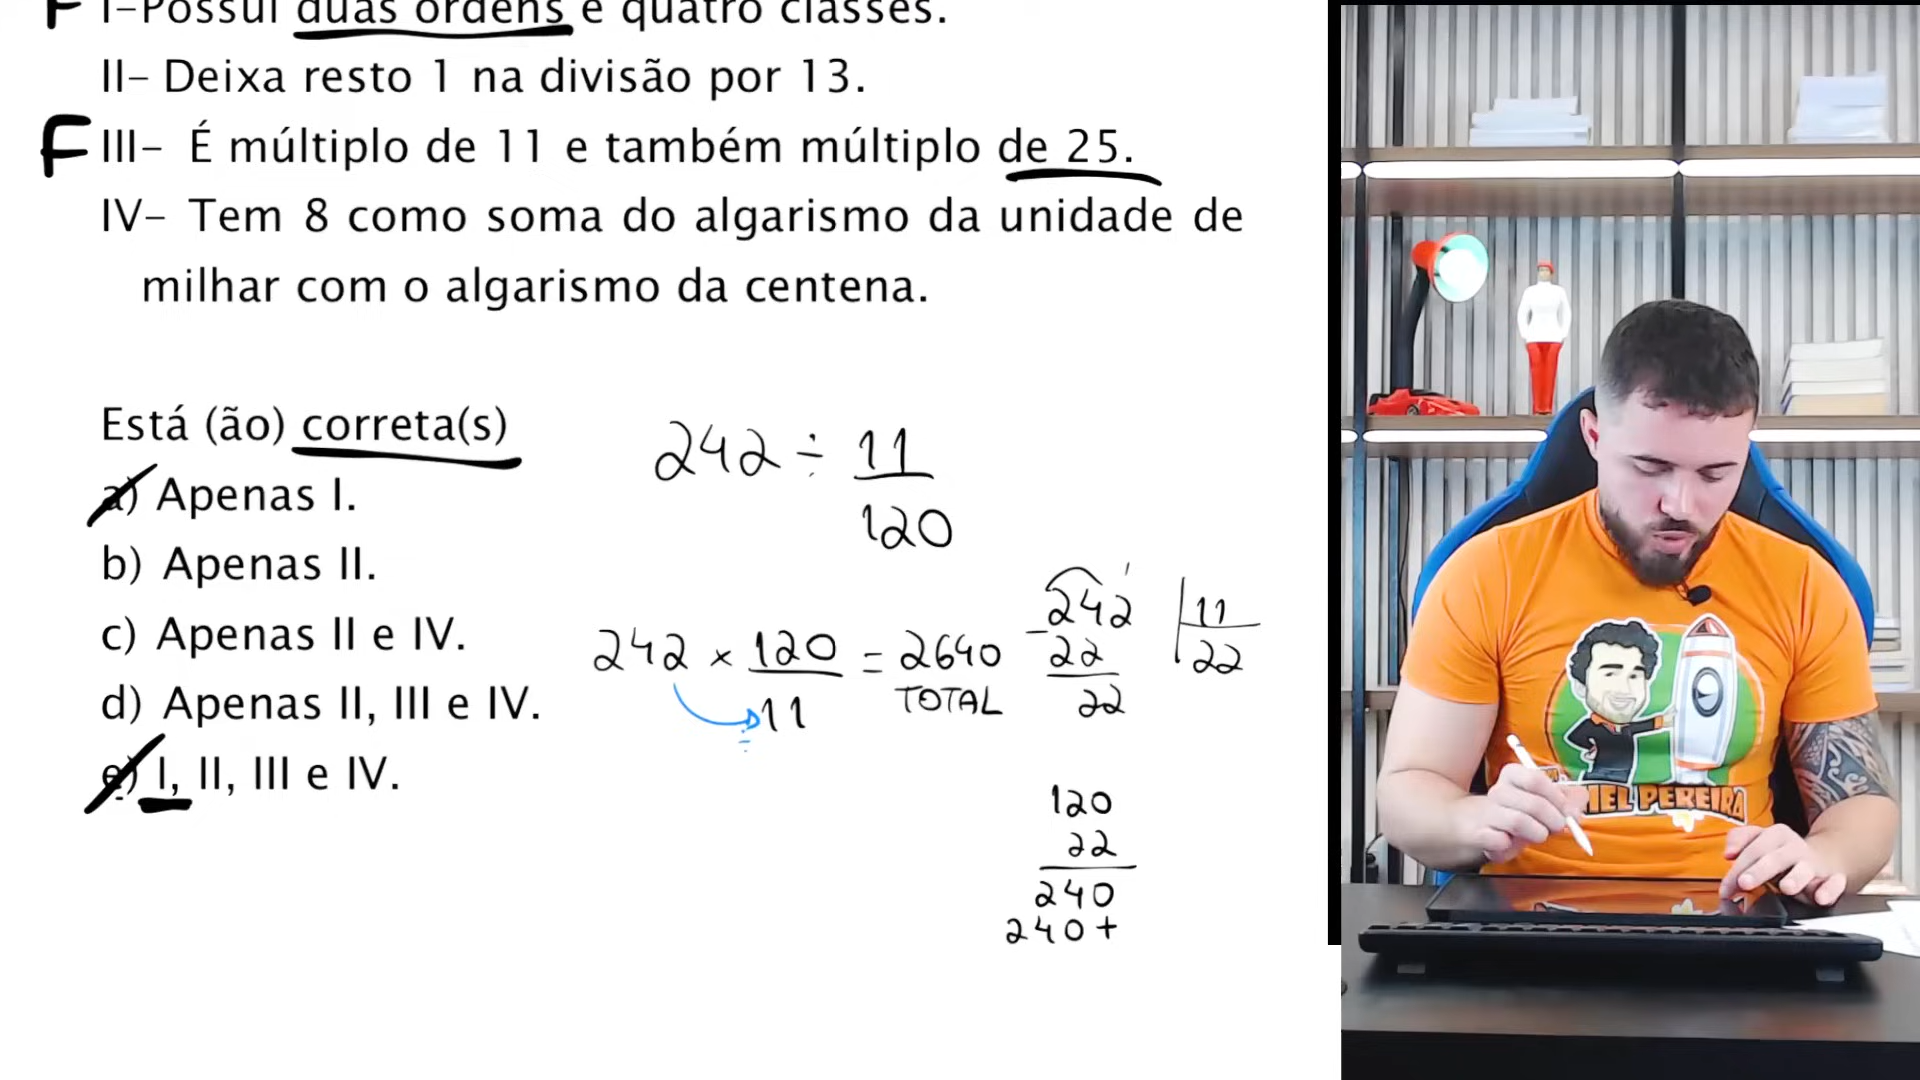 F I-Possui duas ordens e quatro classes.
II- Deixa resto 1 na divisão por 13.
F III- É múltiplo de 11 e também múltiplo de 25.
IV- Tem 8 como soma do algarismo da unidade de
milhar com o algarismo da centena.
Está (ão) correta(s)
a) Apenas I.
b) Apenas II.
c) Apenas II e IV.
d) Apenas II, III e IV.
e) I, II, III e IV.
242 ÷ 11
120
242 × 120 = 2640
11
TOTAL
242 11
-22 22
22
120
22
240
240+
IEL PEREIRA